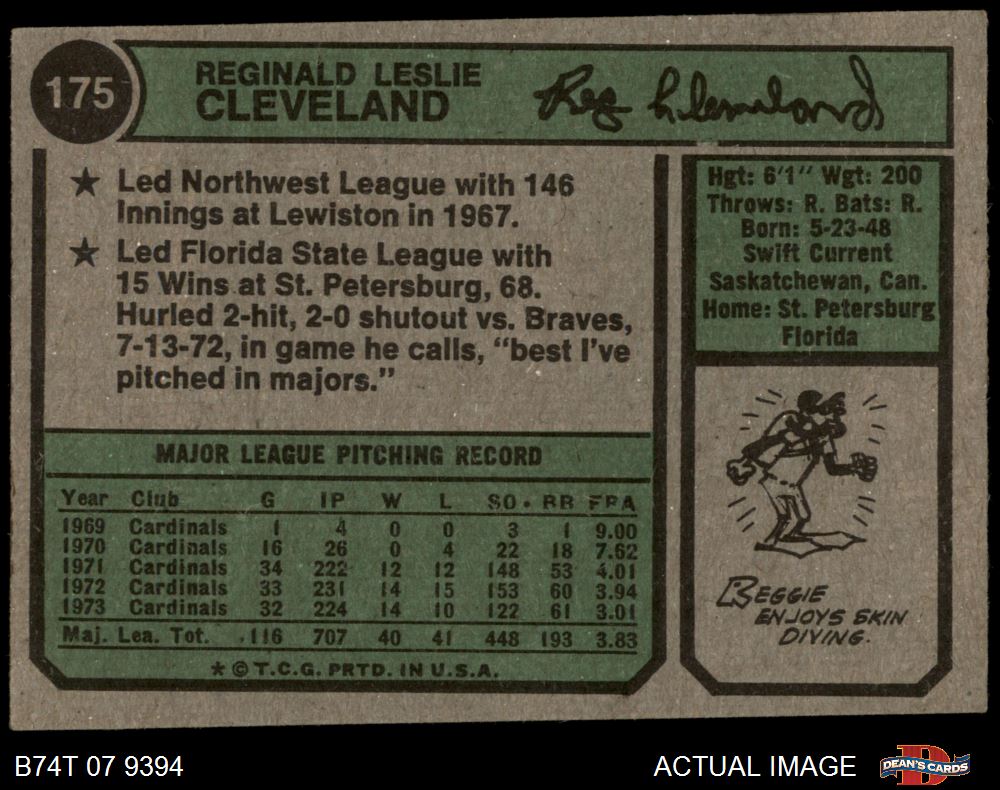 175
REGINALD LESLIE
CLEVELAND
Reg Cleveland
★ Led Northwest League with 146
Innings at Lewiston in 1967.
★ Led Florida State League with
15 Wins at St. Petersburg, 68.
Hurled 2-hit, 2-0 shutout vs. Braves,
7-13-72, in game he calls, “best I’ve
pitched in majors.”
Hgt: 6'1" Wgt: 200
Throws: R. Bats: R.
Born: 5-23-48
Swift Current
Saskatchewan, Can.
Home: St. Petersburg
Florida
MAJOR LEAGUE PITCHING RECORD
Year Club G IP W L SO BB ERA
1969 Cardinals 1 4 0 0 3 1 9.00
1970 Cardinals 16 26 0 4 22 18 7.62
1971 Cardinals 34 222 12 12 148 53 4.01
1972 Cardinals 33 231 14 15 153 60 3.94
1973 Cardinals 32 224 14 10 122 61 3.01
Maj. Lea. Tot. 116 707 40 41 448 193 3.83
★ © T.C.G. PRTD. IN U.S.A.
REGGIE
ENJOYS SKIN
DIVING.
B74T 07 9394
ACTUAL IMAGE
D
DEAN'S CARDS